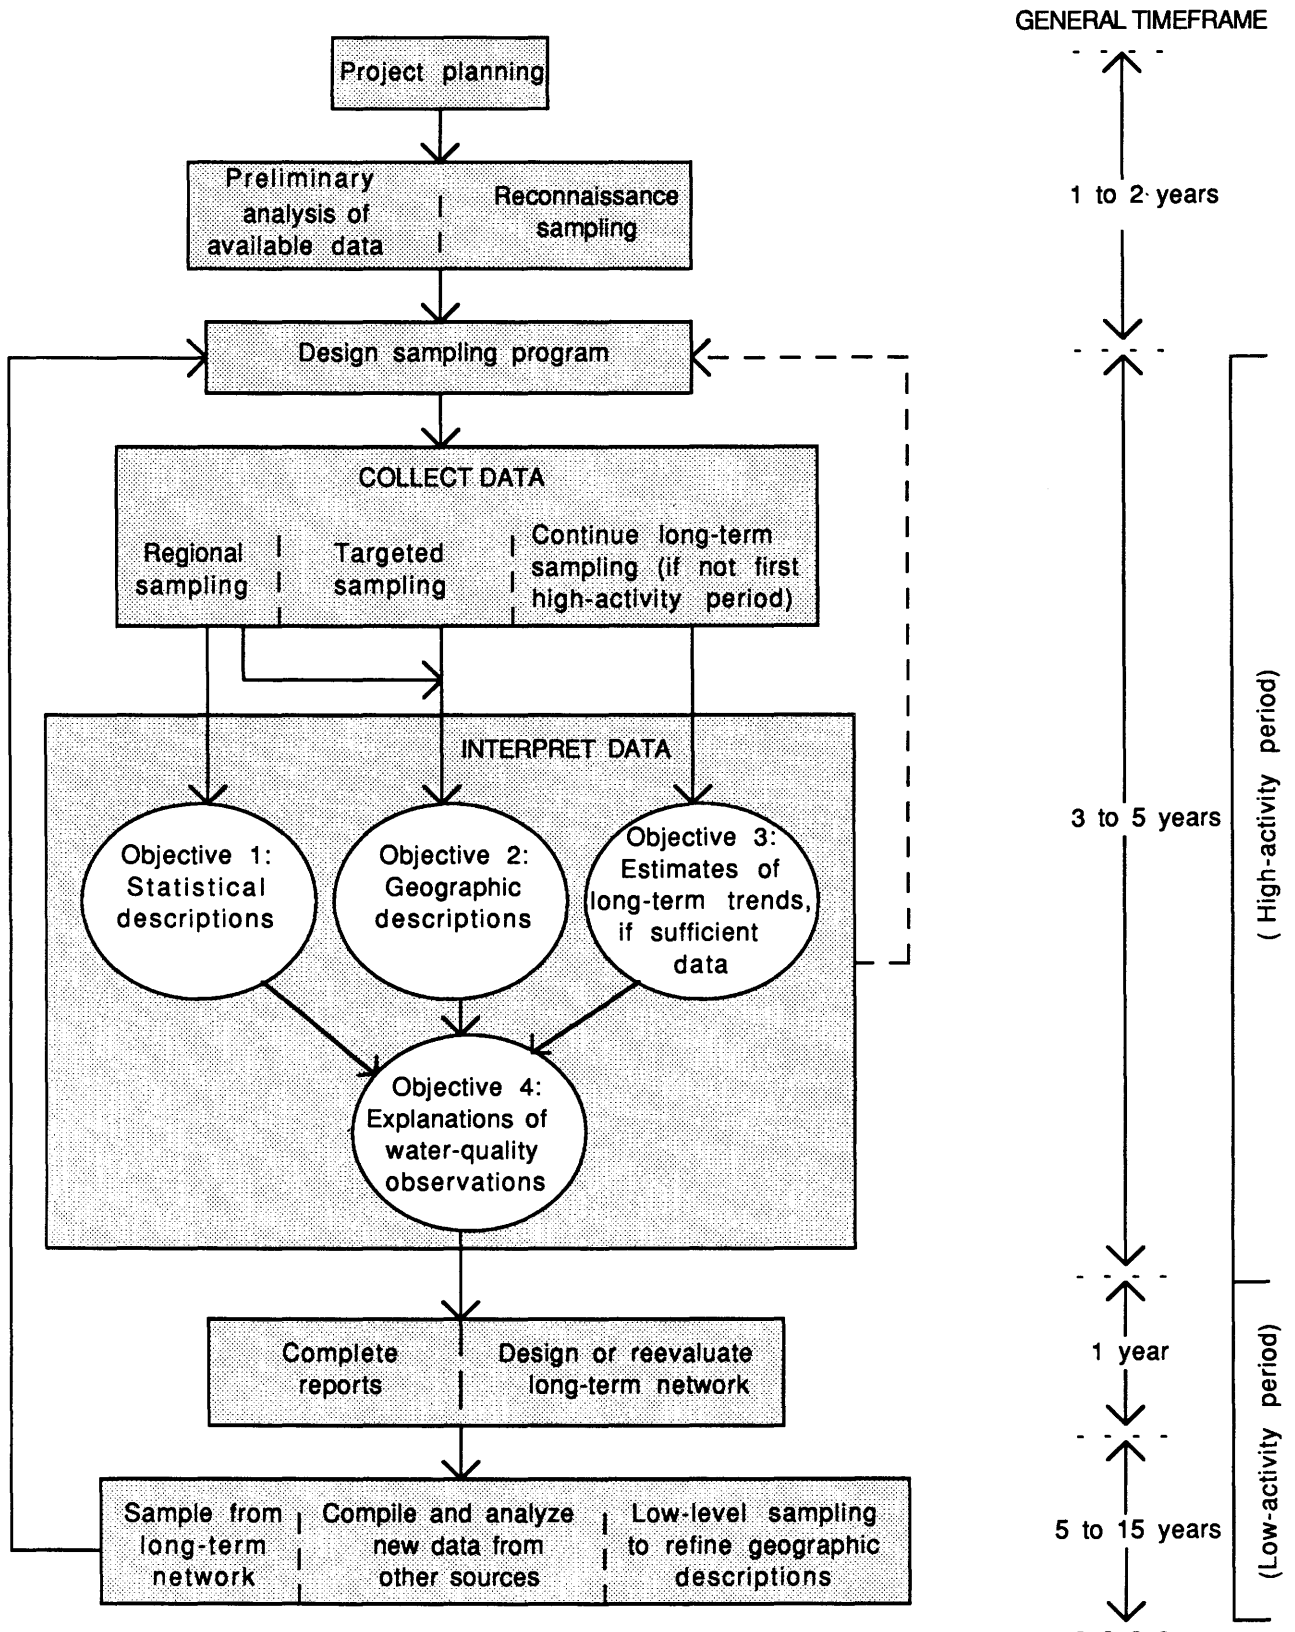 GENERAL TIMEFRAME
Project planning
Preliminary
analysis of
available data
Reconnaissance
sampling
1 to 2 years
Design sampling program
COLLECT DATA
Regional
sampling
Targeted
sampling
Continue long-term
sampling (if not first
high-activity period)
INTERPRET DATA
Objective 1:
Statistical
descriptions
Objective 2:
Geographic
descriptions
Objective 3:
Estimates of
long-term trends,
if sufficient
data
3 to 5 years
(High-activity period)
Objective 4:
Explanations of
water-quality
observations
Complete
reports
Design or reevaluate
long-term network
1 year
Sample from
long-term
network
Compile and analyze
new data from
other sources
Low-level sampling
to refine geographic
descriptions
5 to 15 years
(Low-activity period)